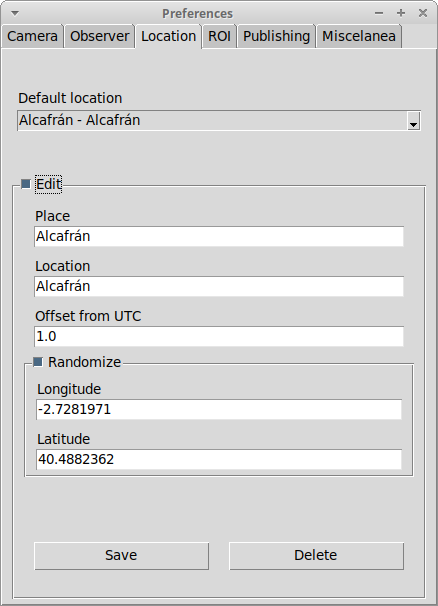 Preferences
Camera Observer Location ROI Publishing Miscelanea
Default location
Alcafrán - Alcafrán
Edit
Place
Alcafrán
Location
Alcafrán
Offset from UTC
1.0
Randomize
Longitude
-2.7281971
Latitude
40.4882362
Save Delete